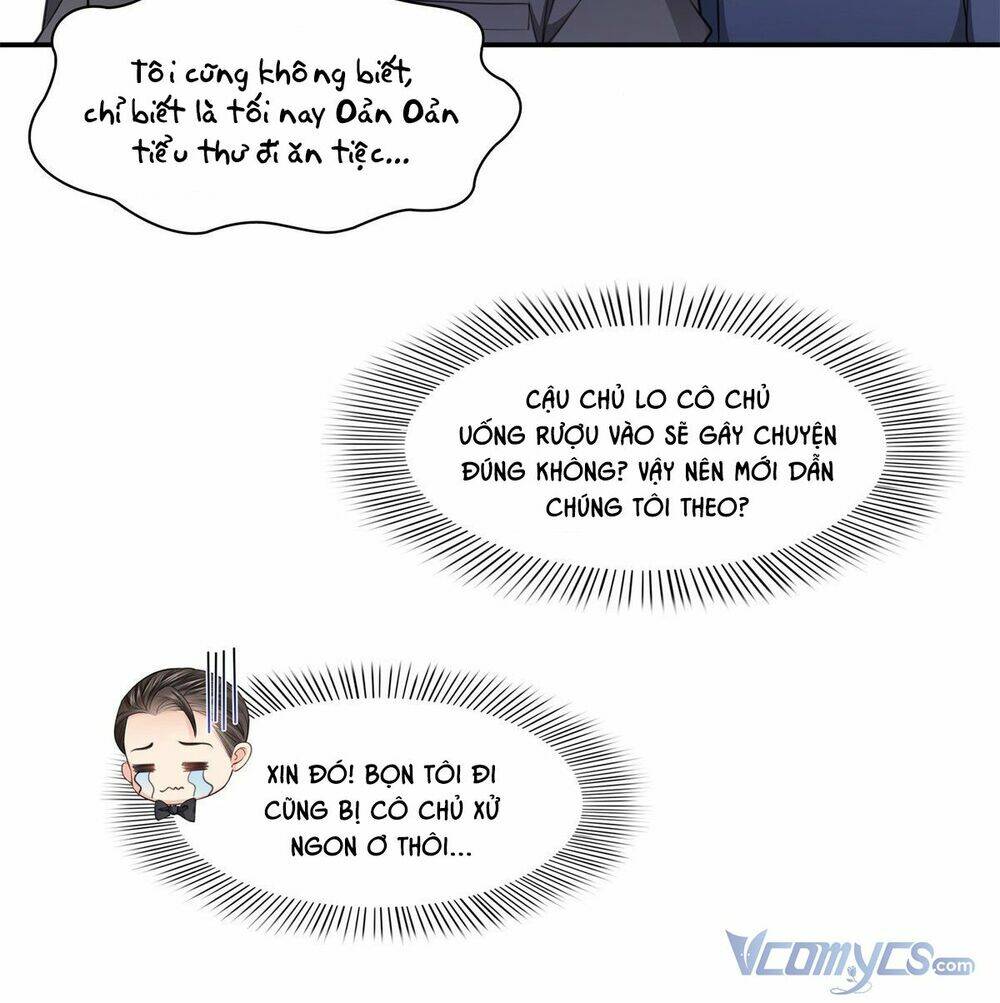 Tôi cũng không biết,
chỉ biết là tối nay Oản Oản
tiểu thư đi ăn tiệc...
CẬU CHỦ LO CÔ CHỦ
UỐNG RƯỢU VÀO SẼ GÂY CHUYỆN
ĐÚNG KHÔNG? VẬY NÊN MỚI DẪN
CHÚNG TÔI THEO?
XIN ĐÓ! BỌN TÔI ĐI
CŨNG BỊ CÔ CHỦ XỬ
NGON Ơ THÔI...
VCOMYCS.com